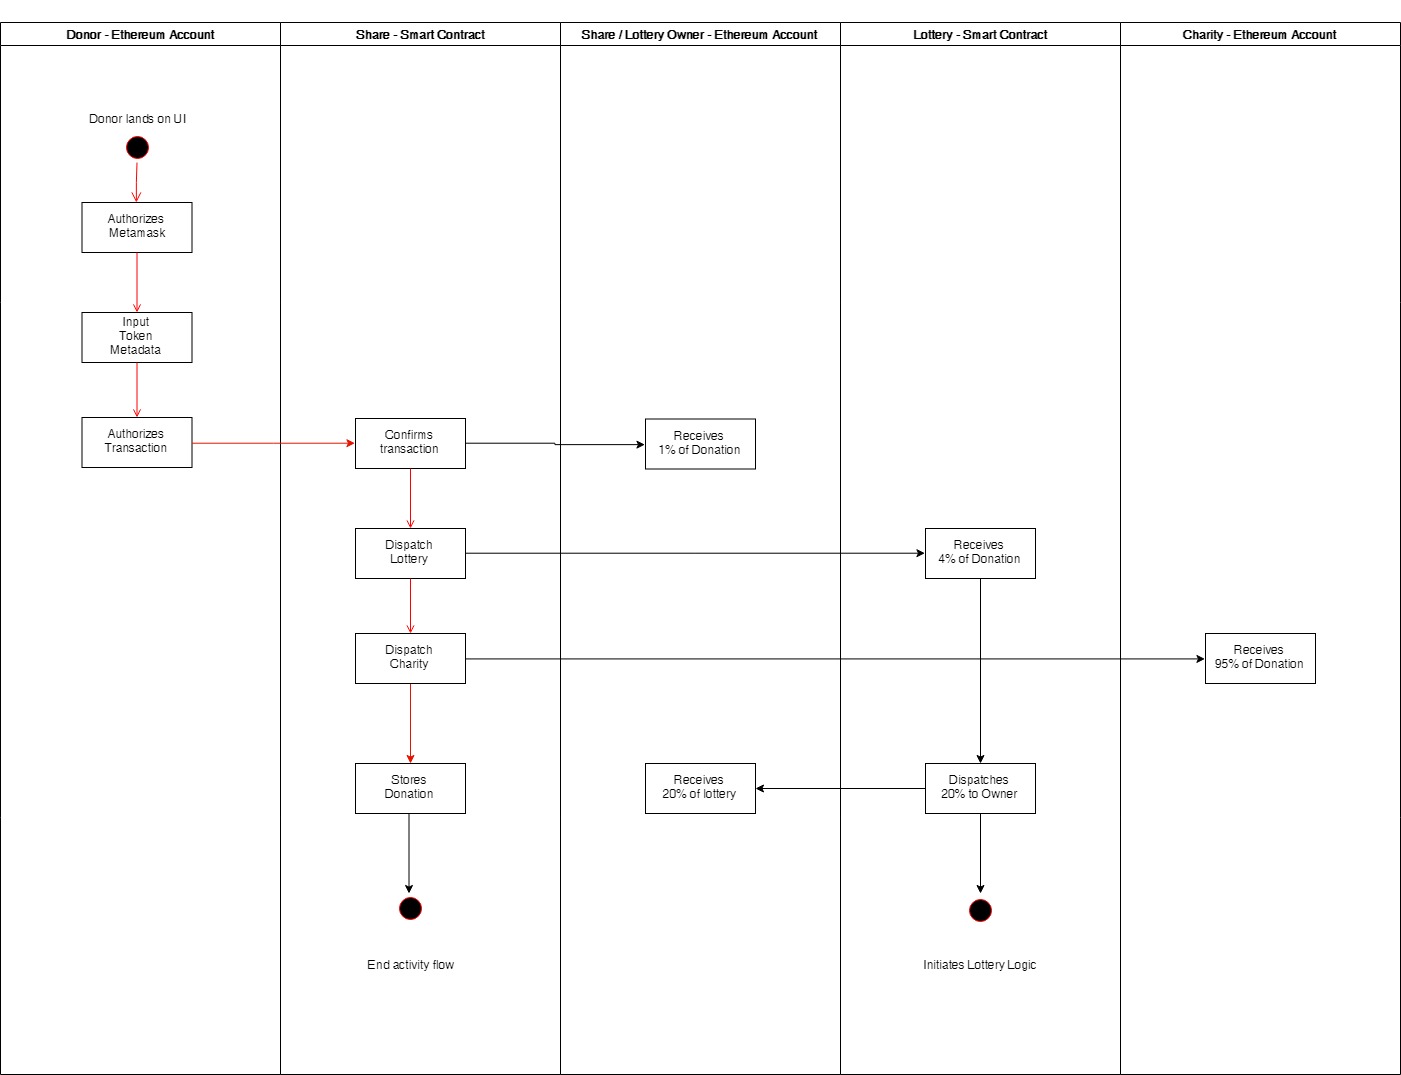 Donor - Ethereum Account
Share - Smart Contract
Share / Lottery Owner - Ethereum Account
Lottery - Smart Contract
Charity - Ethereum Account
Donor lands on UI
Authorizes
Metamask
Input
Token
Metadata
Authorizes
Transaction
Confirms
transaction
Receives
1% of Donation
Dispatch
Lottery
Receives
4% of Donation
Dispatch
Charity
Receives
95% of Donation
Stores
Donation
Receives
20% of lottery
Dispatches
20% to Owner
End activity flow
Initiates Lottery Logic